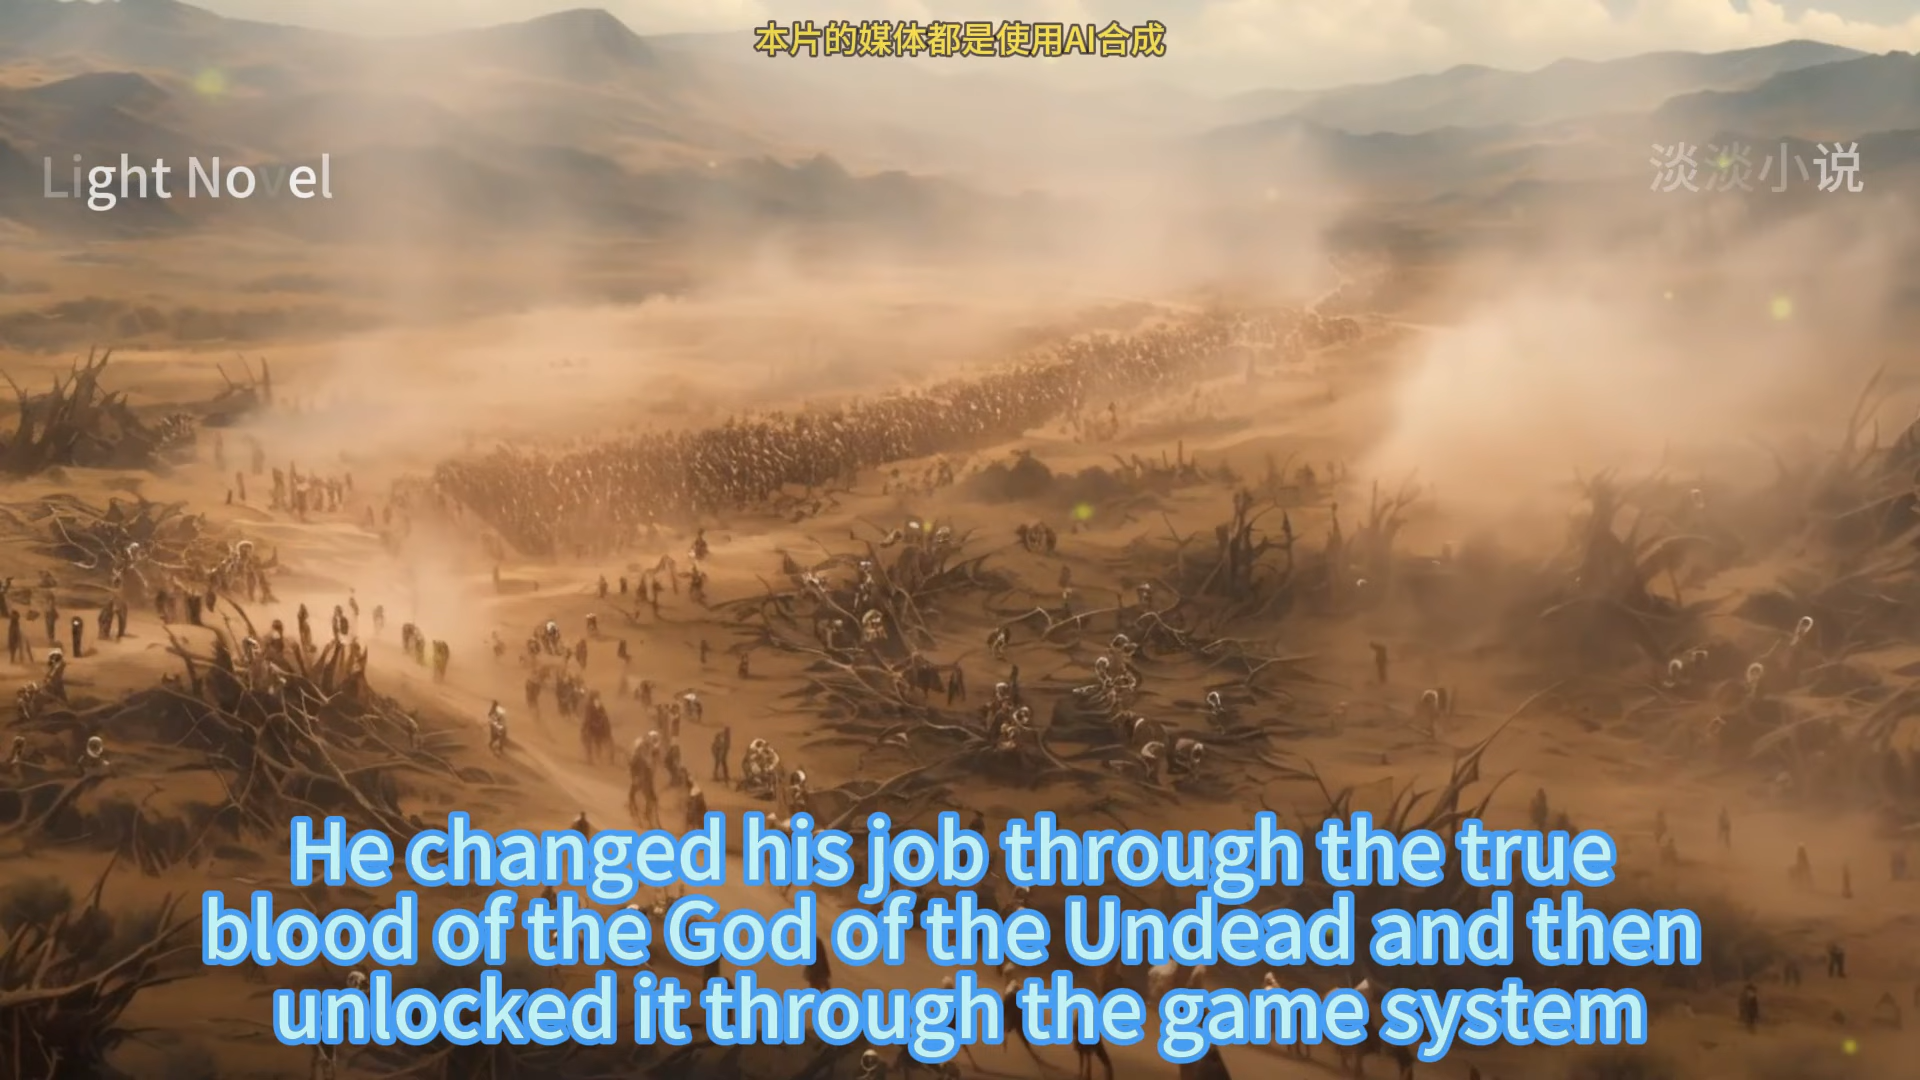 本片的媒体都是使用AI合成
Light Novel
淡淡小说
He changed his job through the true
blood of the God of the Undead and then
unlocked it through the game system